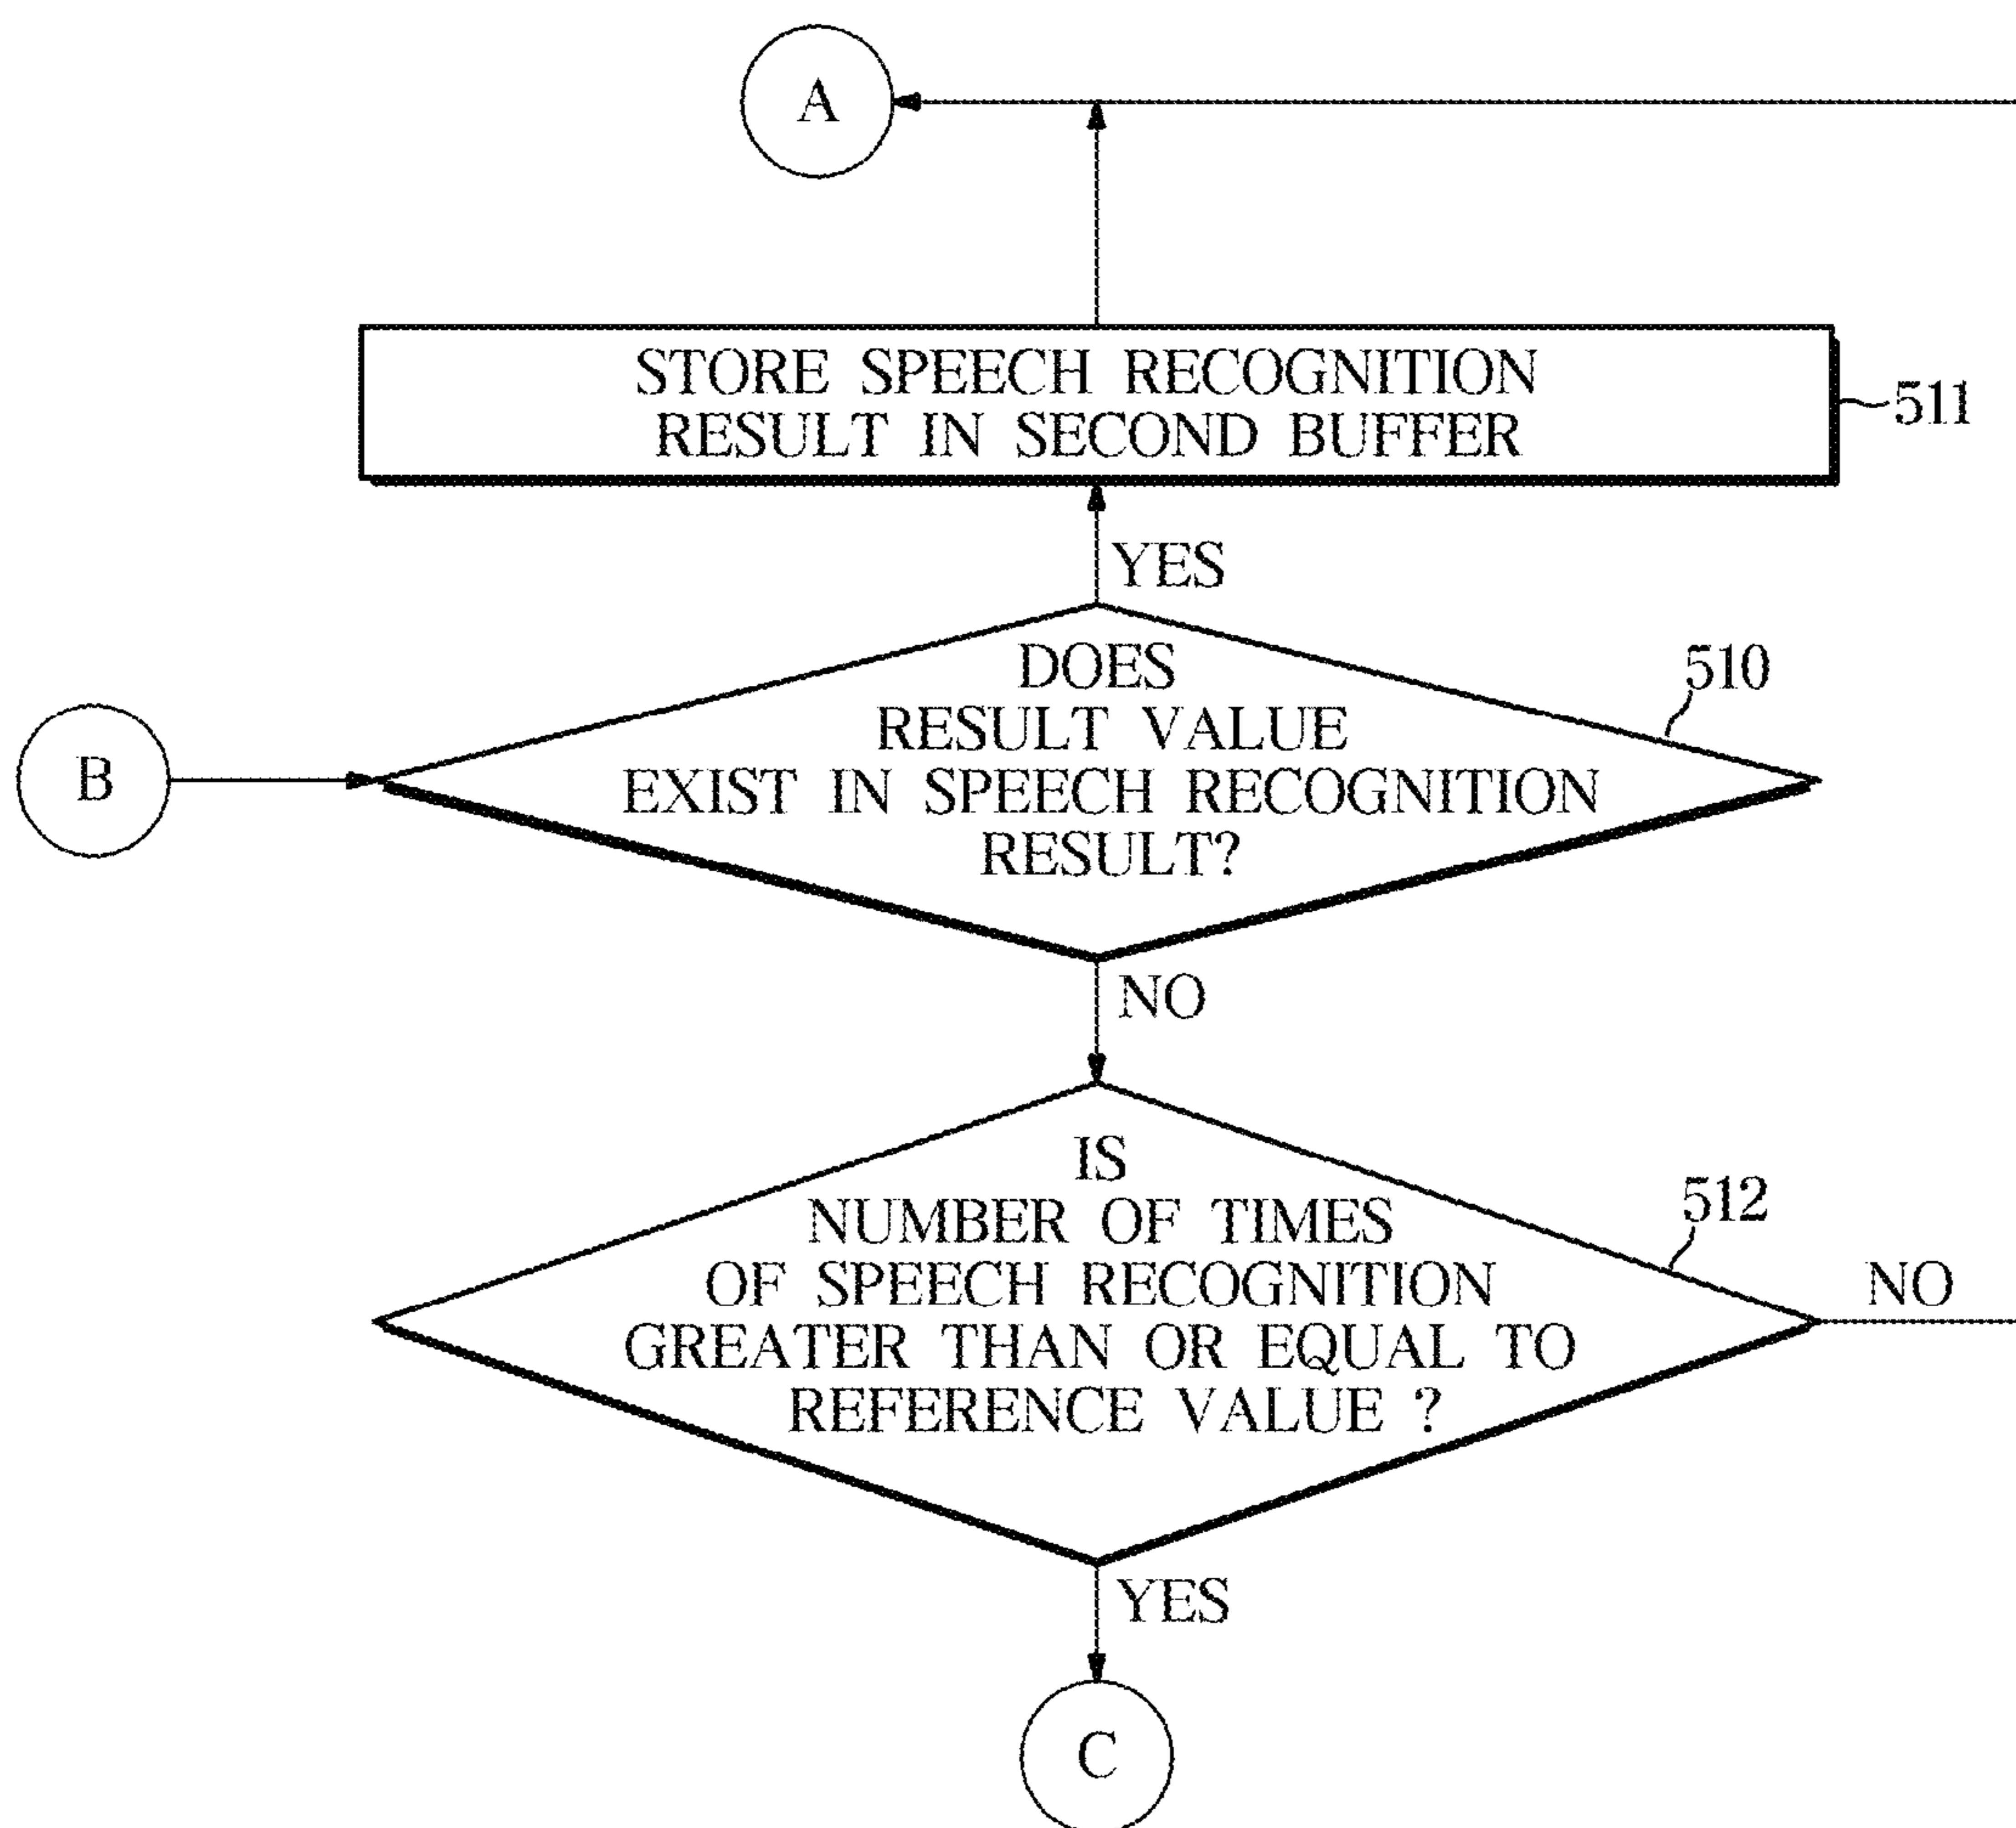 A
STORE SPEECH RECOGNITION
RESULT IN SECOND BUFFER
511
YES
DOES
RESULT VALUE
EXIST IN SPEECH RECOGNITION
RESULT?
510
B
NO
IS
NUMBER OF TIMES
OF SPEECH RECOGNITION
GREATER THAN OR EQUAL TO
REFERENCE VALUE ?
512
NO
YES
C